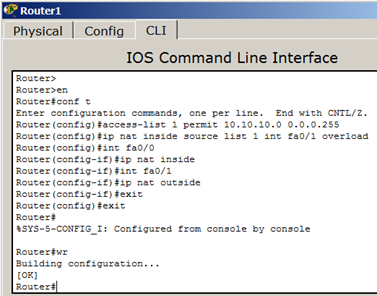 Router1
Physical Config CLI
IOS Command Line Interface
Router>
Router>en
Router#conf t
Enter configuration commands, one per line.  End with CNTL/Z.
Router(config)#access-list 1 permit 10.10.10.0 0.0.0.255
Router(config)#ip nat inside source list 1 int fa0/1 overload
Router(config)#int fa0/0
Router(config-if)#ip nat inside
Router(config-if)#int fa0/1
Router(config-if)#ip nat outside
Router(config-if)#exit
Router(config)#exit
Router#
%SYS-5-CONFIG_I: Configured from console by console
Router#wr
Building configuration...
[OK]
Router#